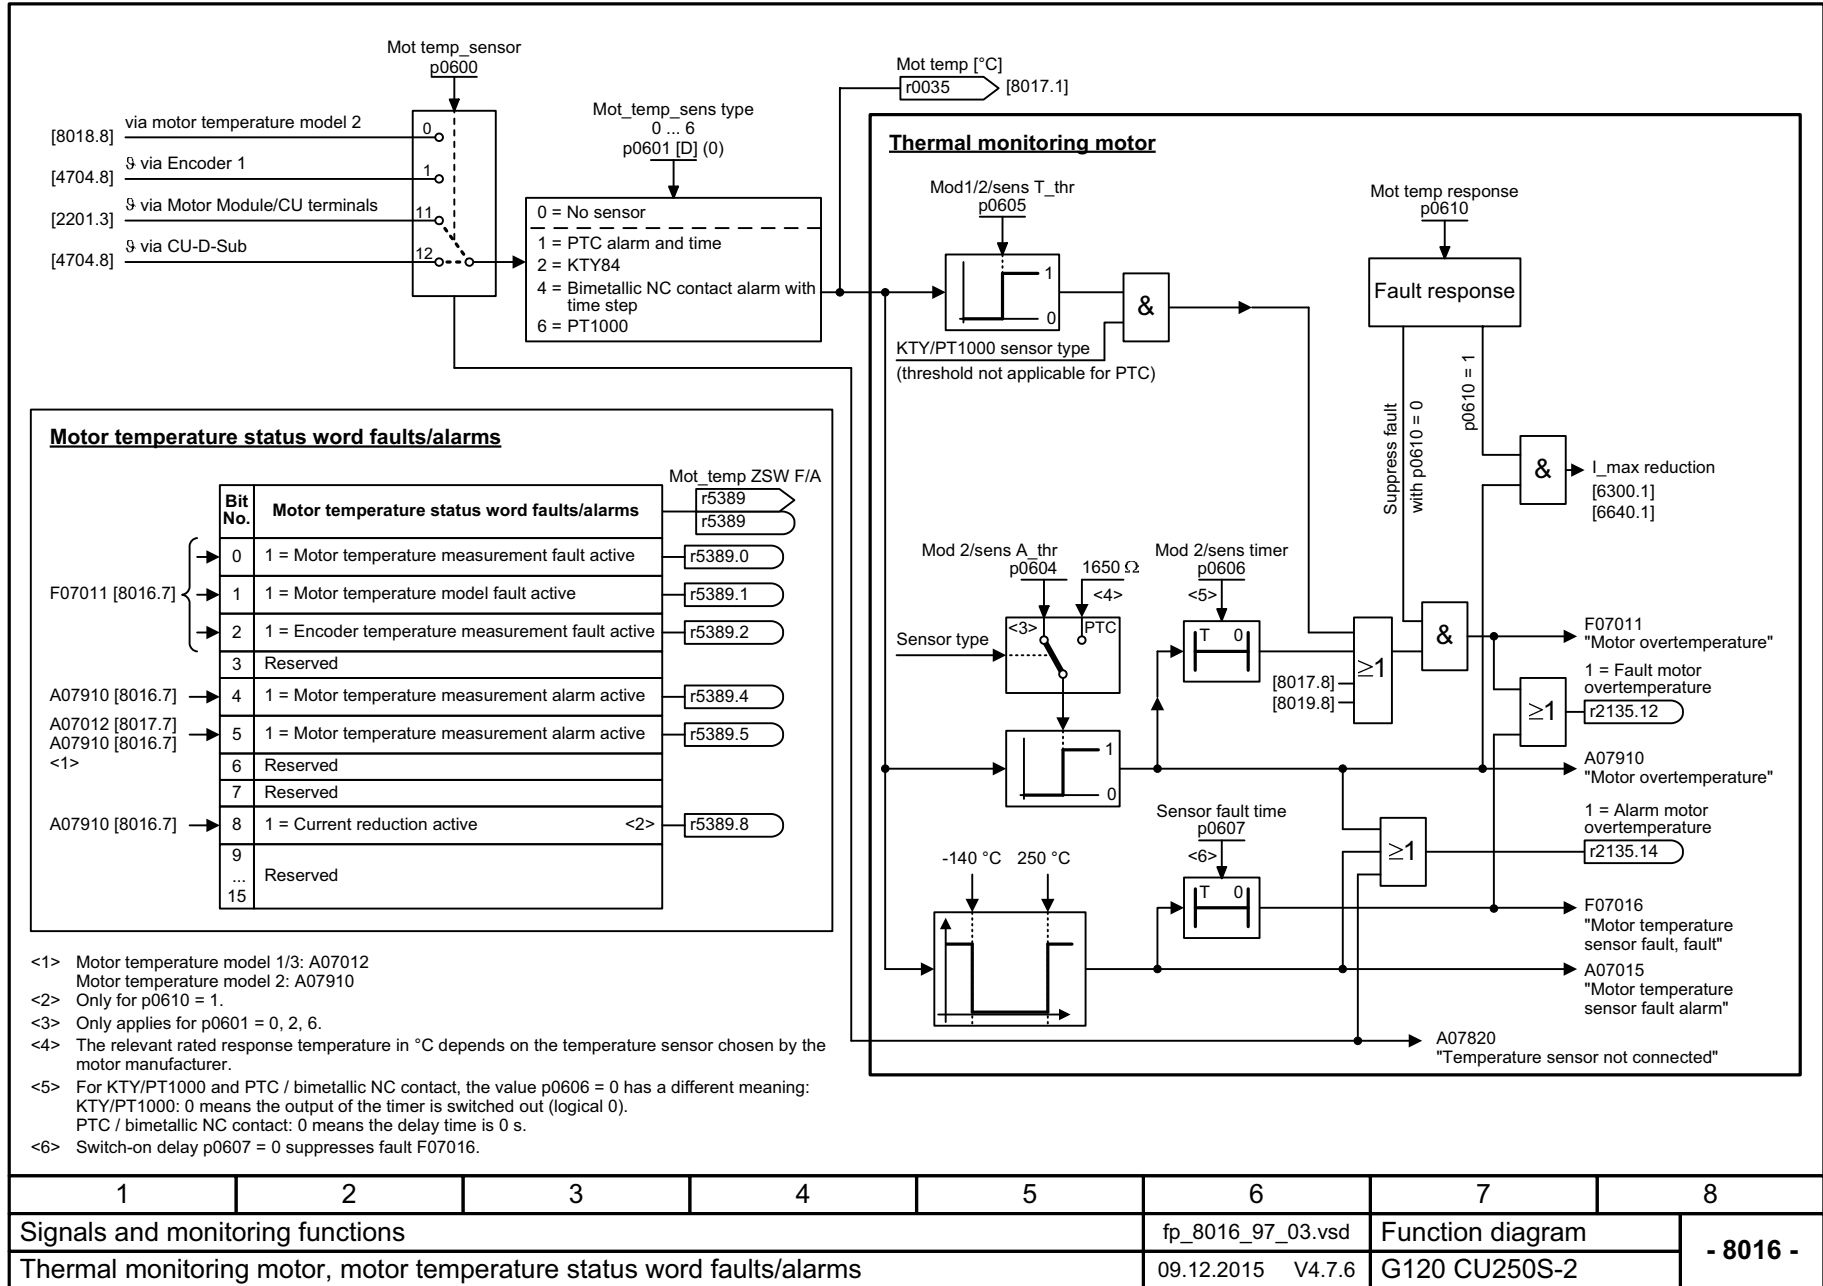 Mot temp_sensor
p0600
[8018.8]
via motor temperature model 2
0
[4704.8]
ϑ via Encoder 1
1
[2201.3]
ϑ via Motor Module/CU terminals
11
[4704.8]
ϑ via CU-D-Sub
12
Mot_temp_sens type
0 ... 6
p0601 [D] (0)
0 = No sensor
1 = PTC alarm and time
2 = KTY84
4 = Bimetallic NC contact alarm with
time step
6 = PT1000
Mot temp [°C]
r0035
[8017.1]
Thermal monitoring motor
Mod1/2/sens T_thr
p0605
1
0
&
KTY/PT1000 sensor type
(threshold not applicable for PTC)
Mot temp response
p0610
Fault response
Suppress fault
with p0610 = 0
p0610 = 1
&
I_max reduction
[6300.1]
[6640.1]
Mod 2/sens A_thr
p0604
1650 Ω
<4>
<3>
PTC
Sensor type
1
0
Mod 2/sens timer
p0606
<5>
T 0
[8017.8]
[8019.8]
≥1
&
F07011
"Motor overtemperature"
1 = Fault motor
overtemperature
≥1
r2135.12
A07910
"Motor overtemperature"
Sensor fault time
p0607
<6>
T 0
≥1
1 = Alarm motor
overtemperature
r2135.14
-140 °C 250 °C
F07016
"Motor temperature
sensor fault, fault"
A07015
"Motor temperature
sensor fault alarm"
A07820
"Temperature sensor not connected"
Motor temperature status word faults/alarms
Mot_temp ZSW F/A
Bit
No.
Motor temperature status word faults/alarms
r5389
r5389
F07011 [8016.7]
0 1 = Motor temperature measurement fault active r5389.0
1 1 = Motor temperature model fault active r5389.1
2 1 = Encoder temperature measurement fault active r5389.2
3 Reserved
A07910 [8016.7] 4 1 = Motor temperature measurement alarm active r5389.4
A07012 [8017.7]
A07910 [8016.7]
<1>
5 1 = Motor temperature measurement alarm active r5389.5
6 Reserved
7 Reserved
A07910 [8016.7] 8 1 = Current reduction active <2> r5389.8
9
...
15
Reserved
<1> Motor temperature model 1/3: A07012
Motor temperature model 2: A07910
<2> Only for p0610 = 1.
<3> Only applies for p0601 = 0, 2, 6.
<4> The relevant rated response temperature in °C depends on the temperature sensor chosen by the
motor manufacturer.
<5> For KTY/PT1000 and PTC / bimetallic NC contact, the value p0606 = 0 has a different meaning:
KTY/PT1000: 0 means the output of the timer is switched out (logical 0).
PTC / bimetallic NC contact: 0 means the delay time is 0 s.
<6> Switch-on delay p0607 = 0 suppresses fault F07016.
1 2 3 4 5 6 7 8
Signals and monitoring functions
fp_8016_97_03.vsd
Function diagram
- 8016 -
Thermal monitoring motor, motor temperature status word faults/alarms
09.12.2015 V4.7.6
G120 CU250S-2